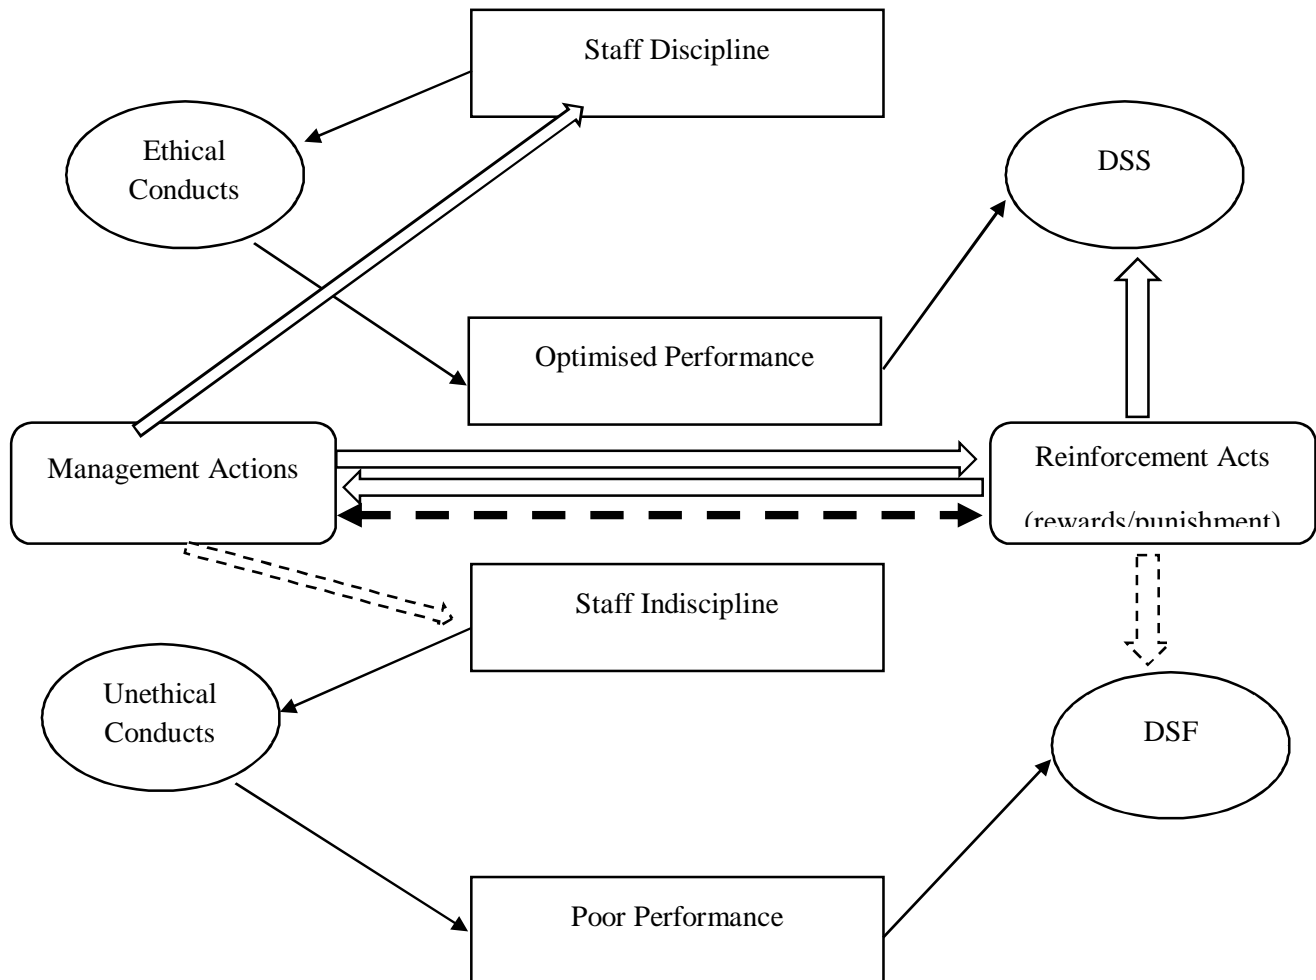 Staff Discipline
Ethical
Conducts
DSS
Optimised Performance
Management Actions
Reinforcement Acts
(rewards/punishment)
Staff Indiscipline
Unethical
Conducts
DSF
Poor Performance